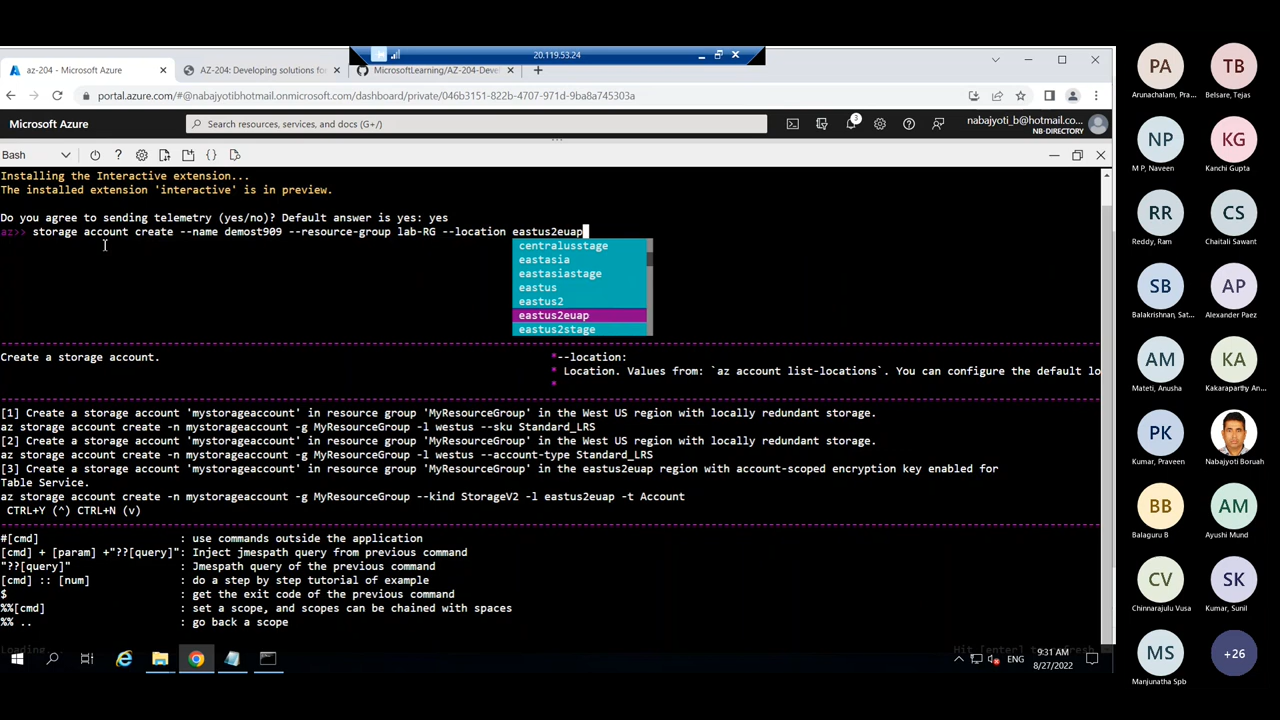 20.119.53.24
az-204 - Microsoft Azure
AZ-204: Developing solutions for
MicrosoftLearning/AZ-204-Deve
portal.azure.com/#@nabajyotibhotmail.onmicrosoft.com/dashboard/private/046b3151-822b-4707-971d-9ba8a745303a
Microsoft Azure
Search resources, services, and docs (G+/)
3
nabajyoti_b@hotmail.co...
NB-DIRECTORY
Bash
Installing the Interactive extension...
The installed extension 'interactive' is in preview.
Do you agree to sending telemetry (yes/no)? Default answer is yes: yes
az>> storage account create --name demost909 --resource-group lab-RG --location eastus2euap
centralusstage
eastasia
eastasiastage
eastus
eastus2
eastus2euap
eastus2stage
Create a storage account.
*--location:
* Location. Values from: `az account list-locations`. You can configure the default lo
*
[1] Create a storage account 'mystorageaccount' in resource group 'MyResourceGroup' in the West US region with locally redundant storage.
az storage account create -n mystorageaccount -g MyResourceGroup -l westus --sku Standard_LRS
[2] Create a storage account 'mystorageaccount' in resource group 'MyResourceGroup' in the West US region with locally redundant storage.
az storage account create -n mystorageaccount -g MyResourceGroup -l westus --account-type Standard_LRS
[3] Create a storage account 'mystorageaccount' in resource group 'MyResourceGroup' in the eastus2euap region with account-scoped encryption key enabled for
Table Service.
az storage account create -n mystorageaccount -g MyResourceGroup --kind StorageV2 -l eastus2euap -t Account
CTRL+Y (^) CTRL+N (v)
#[cmd] : use commands outside the application
[cmd] + [param] +"??[query]": Inject jmespath query from previous command
"??[query]" : Jmespath query of the previous command
[cmd] :: [num] : do a step by step tutorial of example
$ : get the exit code of the previous command
%%[cmd] : set a scope, and scopes can be chained with spaces
%% .. : go back a scope
Loading...
ENG
9:31 AM
8/27/2022
PA
Arunachalam, Pra...
TB
Belsare, Tejas
NP
M P, Naveen
KG
Kanchi Gupta
RR
Reddy, Ram
CS
Chaitali Sawant
SB
Balakrishnan, Sat...
AP
Alexander Paez
AM
Mateti, Anusha
KA
Kakaraparthy An...
PK
Kumar, Praveen
Nabajyoti Boruah
BB
Balaguru B
AM
Ayushi Mund
CV
Chinnarajulu Vusa
SK
Kumar, Sunil
MS
Manjunatha Spb
+26